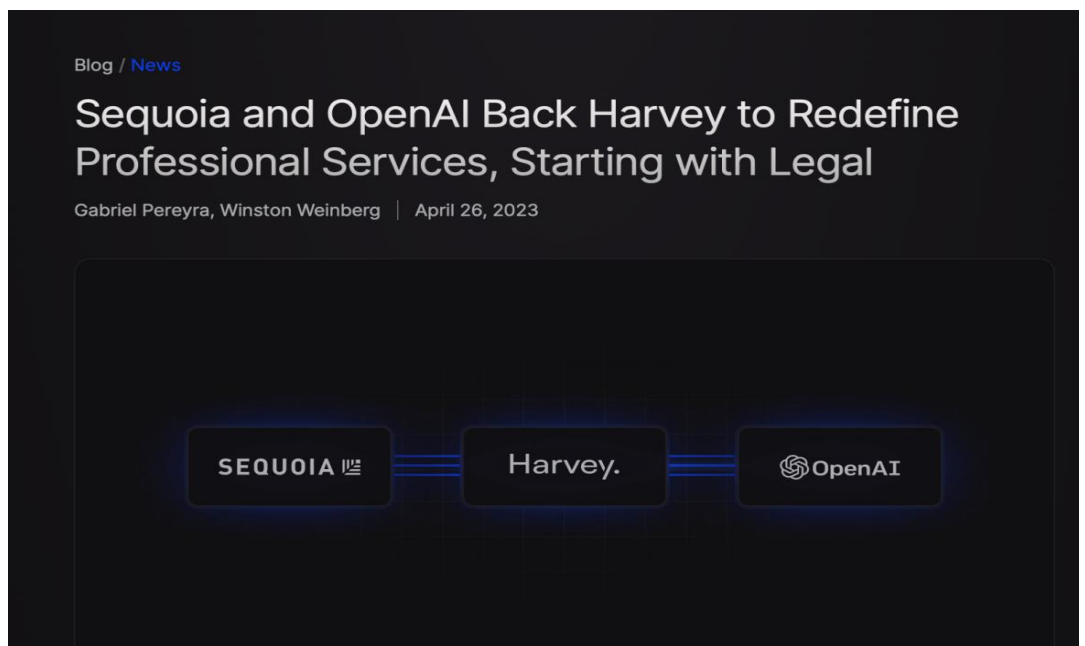 Blog / News
Sequoia and OpenAI Back Harvey to Redefine
Professional Services, Starting with Legal
Gabriel Pereyra, Winston Weinberg | April 26, 2023
SEQUOIA Harvey. OpenAI